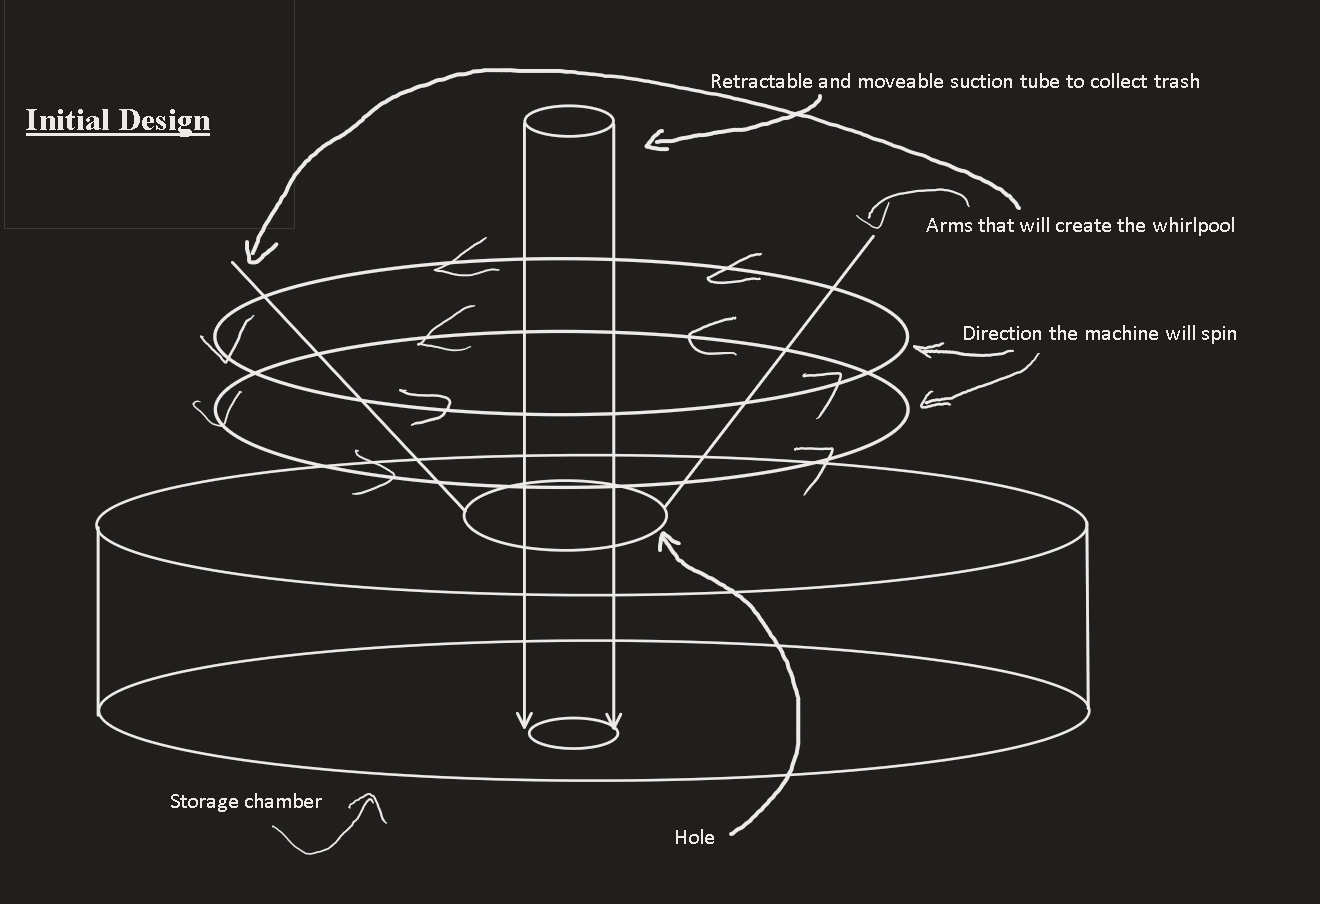 Retractable and moveable suction tube to collect trash
Initial Design
Arms that will create the whirlpool
Direction the machine will spin
Storage chamber
Hole